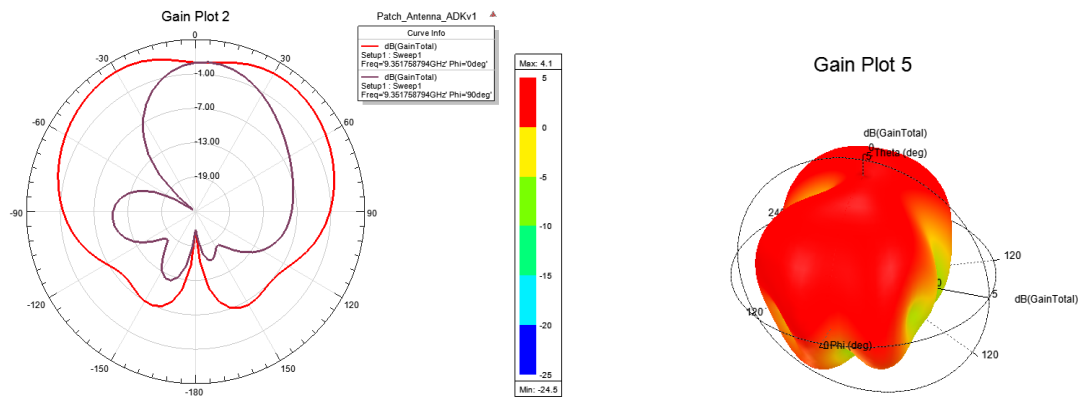 Gain Plot 2
Patch_Antenna_ADKv1
Curve Info
dB(GainTotal)
Setup1 : Sweep1
Freq='9.351758794GHz' Phi='0deg'
dB(GainTotal)
Setup1 : Sweep1
Freq='9.351758794GHz' Phi='90deg'
0
-30
30
-1.00
-60
60
-7.00
-13.00
-19.00
-90
90
-120
120
-150
150
-180
Max: 4.1
5
0
-5
-10
-15
-20
-25
Min: -24.5
Gain Plot 5
dB(GainTotal)
Theta (deg)
120
5
dB(GainTotal)
120
120
Phi (deg)